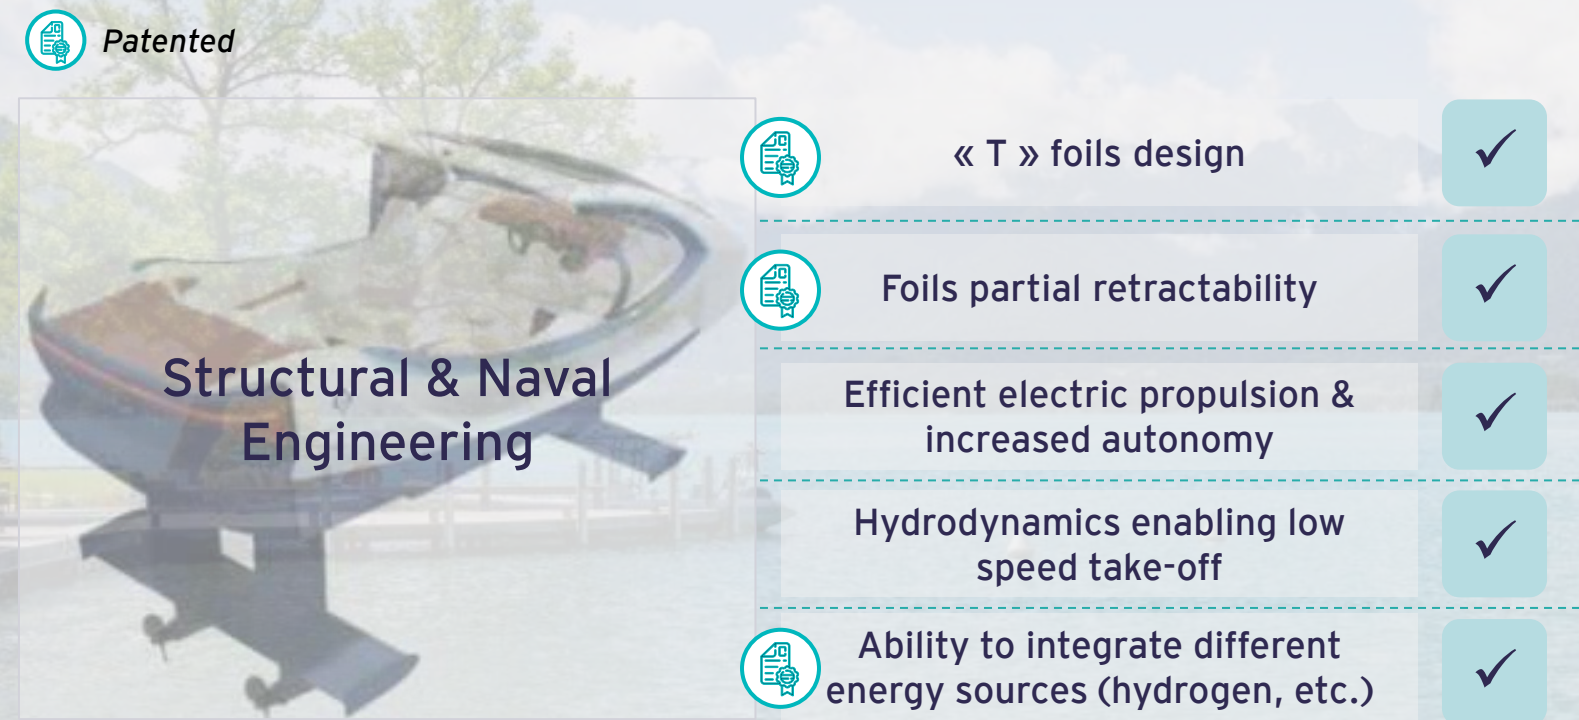 Patented
« T » foils design
Foils partial retractability
Structural & Naval
Engineering
Efficient electric propulsion &
increased autonomy
Hydrodynamics enabling low
speed take-off
Ability to integrate different
energy sources (hydrogen, etc.)